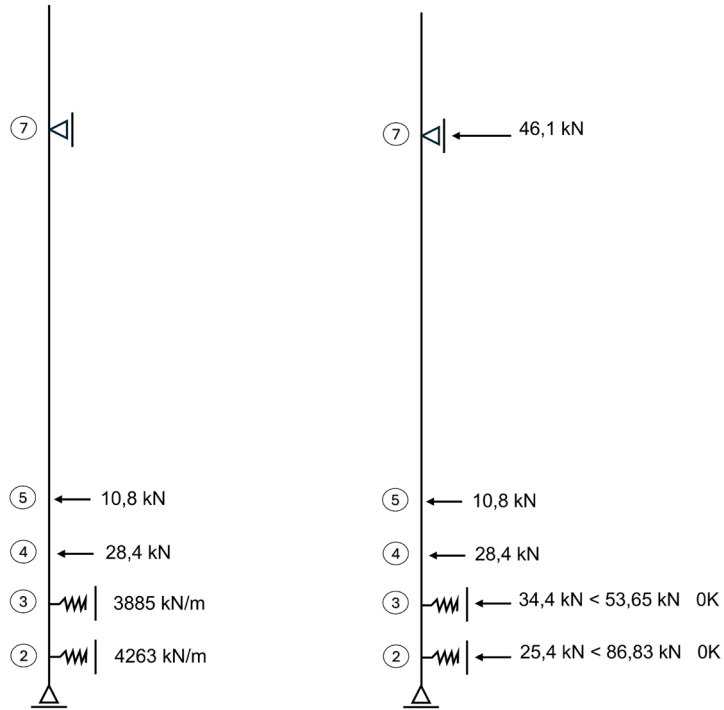 7
7 46,1 kN
5 10,8 kN
5 10,8 kN
4 28,4 kN
4 28,4 kN
3 3885 kN/m
3 34,4 kN < 53,65 kN 0K
2 4263 kN/m
2 25,4 kN < 86,83 kN 0K